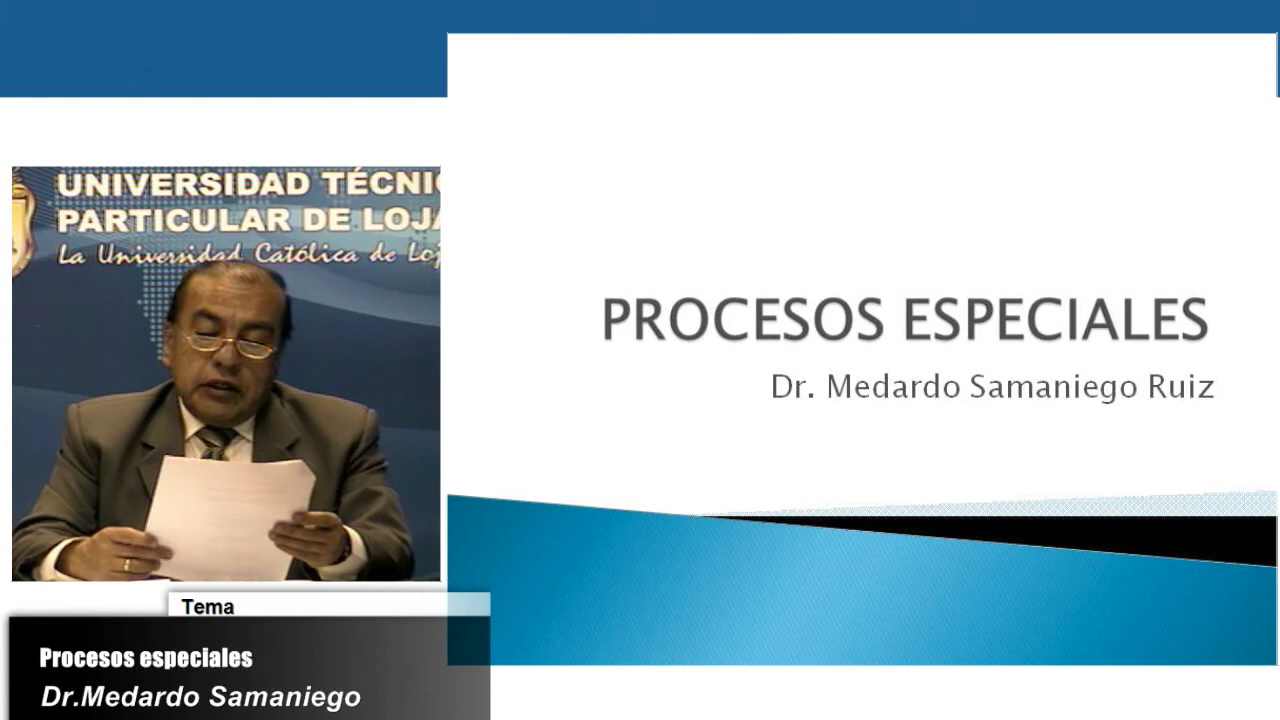 UNIVERSIDAD TÉCNI
PARTICULAR DE LOJA
La Universidad Católica de Loj
PROCESOS ESPECIALES
Dr. Medardo Samaniego Ruiz
Tema
Procesos especiales
Dr.Medardo Samaniego